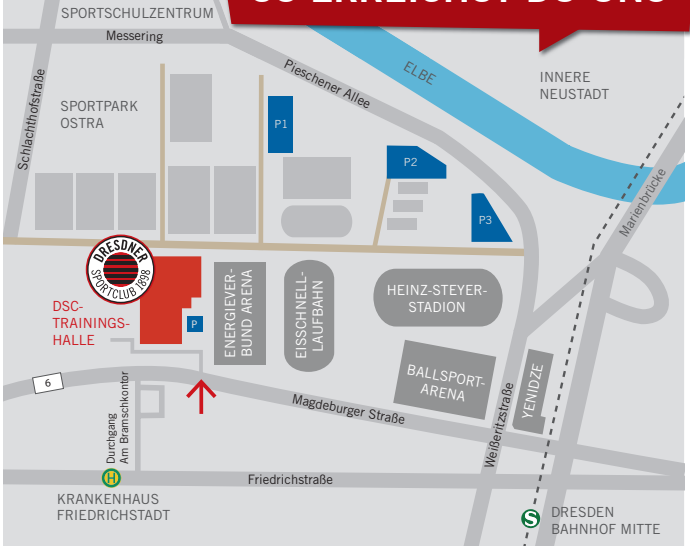 SPORTSCHULZENTRUM
Messering
Schlachthofstraße
Pieschener Allee
ELBE
INNERE
NEUSTADT
SPORTPARK
OSTRA
P1
P2
P3
Marienbrücke
DRESDNER
SPORTCLUB 1898
DSC-
TRAININGS-
HALLE
P
ENERGIEVER-
BUND ARENA
EISSCHNELL-
LAUFBAHN
HEINZ-STEYER-
STADION
BALLSPORT-
ARENA
YENIDZE
6
Durchgang
Am Bramschkontor
Magdeburger Straße
Weißeritzstraße
H
Friedrichstraße
KRANKENHAUS
FRIEDRICHSTADT
S
DRESDEN
BAHNHOF MITTE